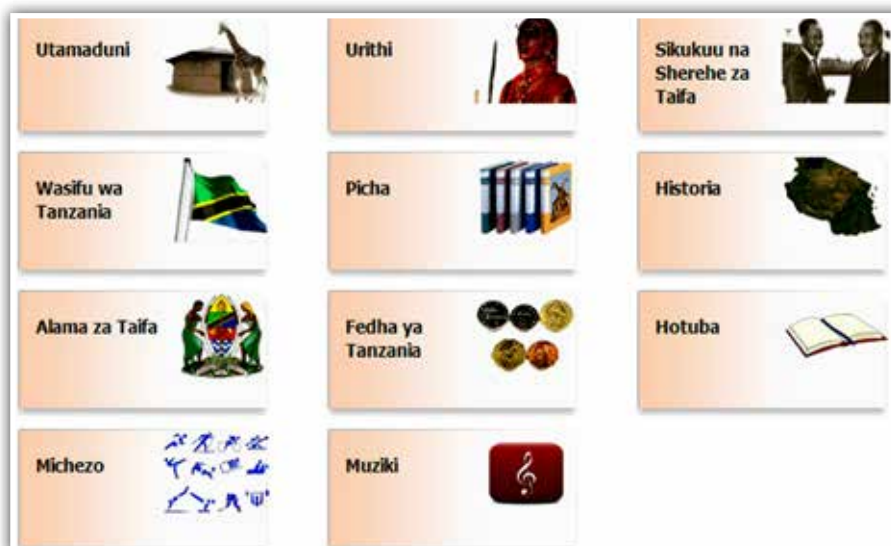 Utamaduni
Urithi
Sikukuu na
Sherehe za
Taifa
Wasifu wa
Tanzania
Picha
Historia
Alama za Taifa
Fedha ya
Tanzania
Hotuba
Michezo
Muziki